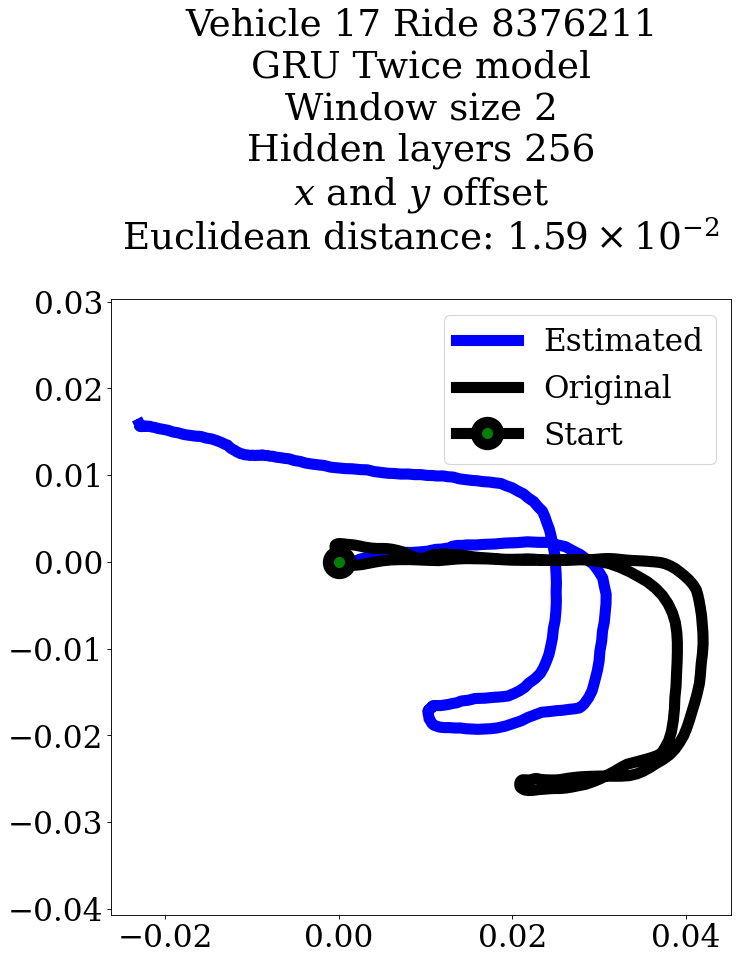 Vehicle 17 Ride 8376211
GRU Twice model
Window size 2
Hidden layers 256
x and y offset
Euclidean distance: 1.59 × 10⁻²
Estimated
Original
Start
0.03
0.02
0.01
0.00
−0.01
−0.02
−0.03
−0.04
−0.02 0.00 0.02 0.04